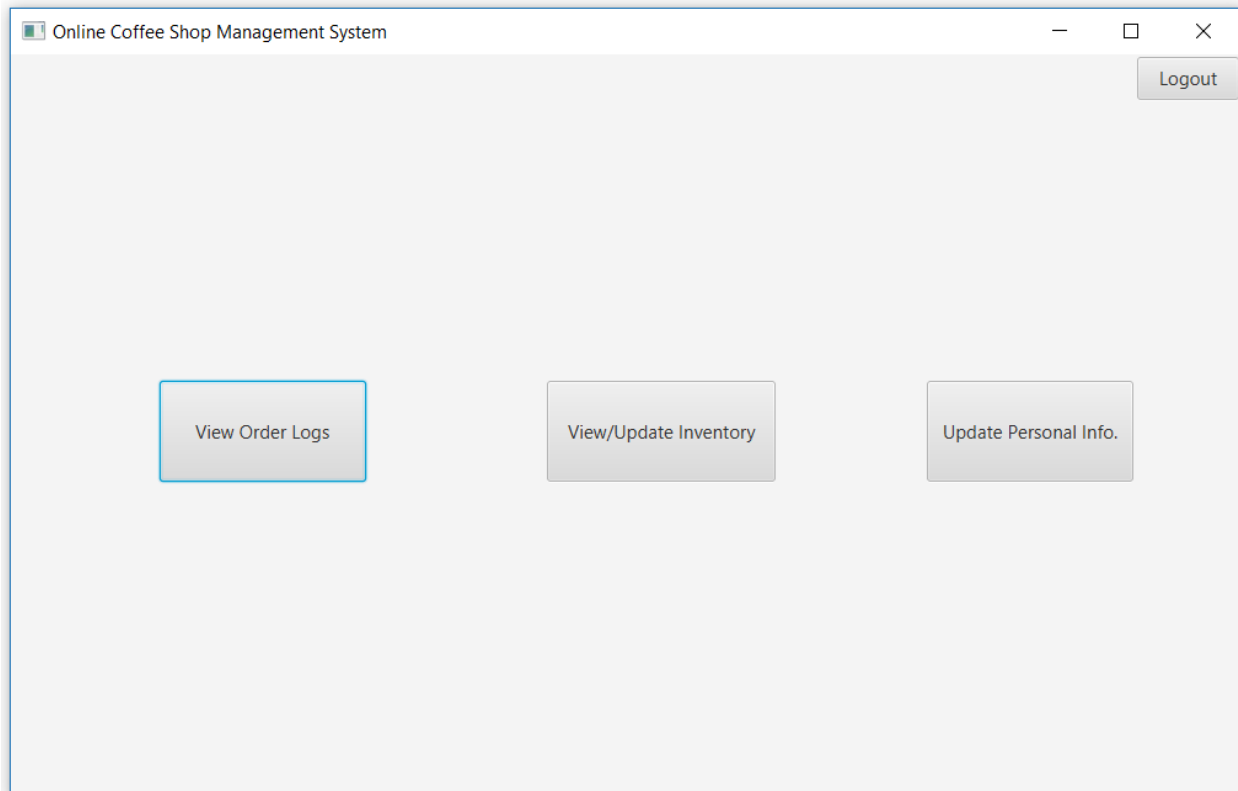 Online Coffee Shop Management System
Logout
View Order Logs
View/Update Inventory
Update Personal Info.